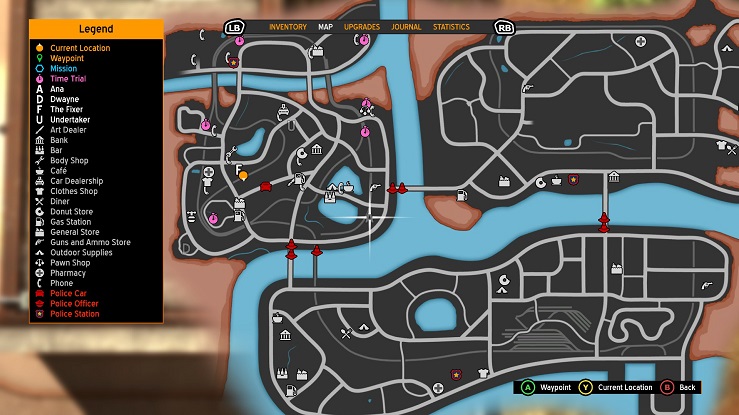 Legend
Current Location
Waypoint
Mission
Time Trial
A Ana
D Dwayne
F The Fixer
U Undertaker
Art Dealer
Bank
Bar
Body Shop
Café
Car Dealership
Clothes Shop
Diner
Donut Store
Gas Station
General Store
Guns and Ammo Store
Outdoor Supplies
Pawn Shop
Pharmacy
Phone
Police Car
Police Officer
Police Station
LB INVENTORY MAP UPGRADES JOURNAL STATISTICS RB
F
D
A Waypoint Y Current Location B Back